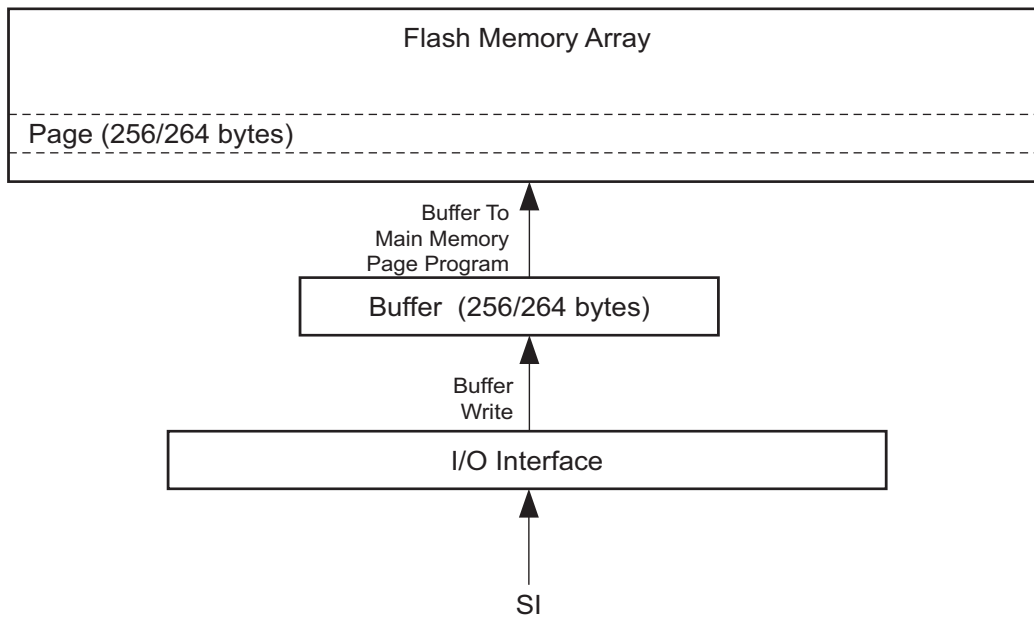 Flash Memory Array
Page (256/264 bytes)
Buffer To
Main Memory
Page Program
Buffer (256/264 bytes)
Buffer
Write
I/O Interface
SI